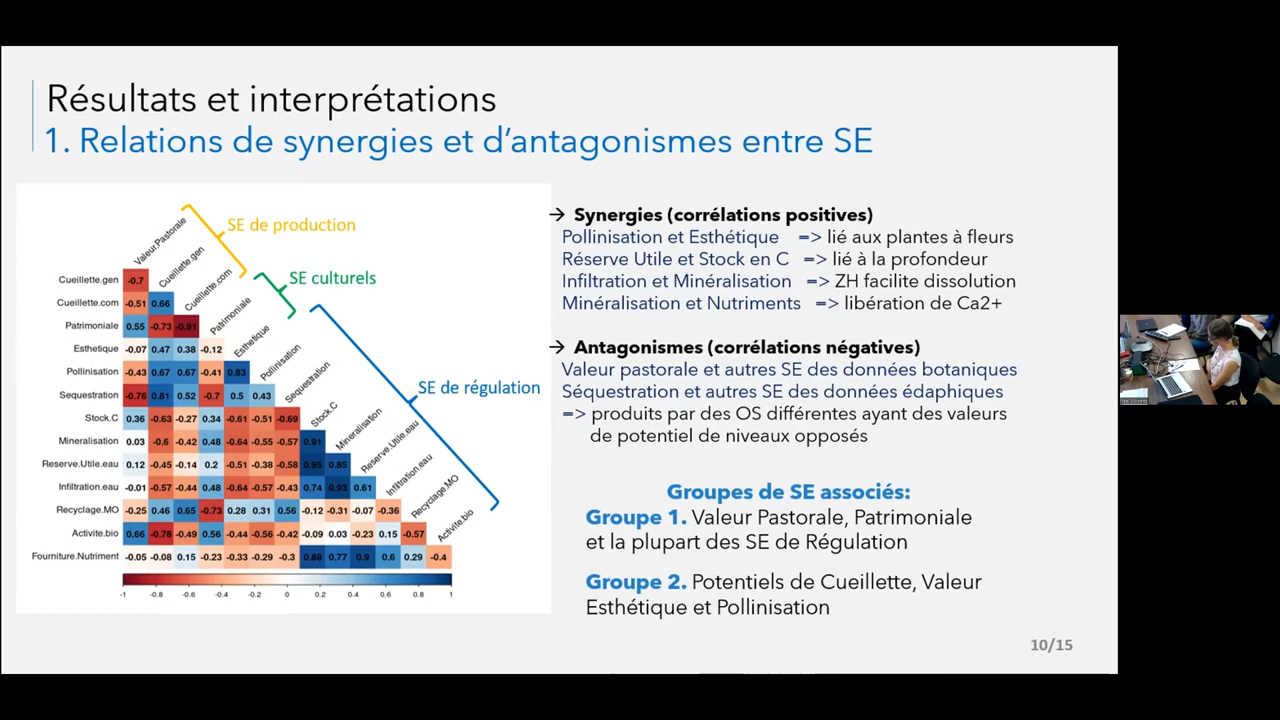 Résultats et interprétations
1. Relations de synergies et d'antagonismes entre SE
SE de production
SE culturels
SE de régulation
Valeur.Pastorale
Cueillette.gen
Cueillette.com
Patrimoniale
Esthetique
Pollinisation
Sequestration
Stock.C
Mineralisation
Reserve.Utile.eau
Infiltration.eau
Recyclage.MO
Activite.bio
Cueillette.gen -0.7
Cueillette.com -0.51 0.66
Patrimoniale 0.55 -0.73 -0.91
Esthetique -0.07 0.47 0.38 -0.12
Pollinisation -0.43 0.67 0.67 -0.41 0.83
Sequestration -0.76 0.81 0.52 -0.7 0.5 0.43
Stock.C 0.36 -0.6 -0.27 0.34 -0.61 -0.51 -0.69
Mineralisation 0.03 -0.6 -0.42 0.48 -0.64 -0.55 -0.57 0.91
Reserve.Utile.eau 0.12 -0.45 -0.14 0.2 -0.51 -0.38 -0.58 0.95 0.85
Infiltration.eau -0.01 -0.57 -0.44 0.48 -0.64 -0.57 -0.43 0.74 0.93 0.61
Recyclage.MO -0.25 0.46 0.65 -0.73 0.28 0.31 0.56 -0.12 -0.31 -0.07 -0.36
Activite.bio 0.66 -0.78 -0.49 0.56 -0.44 -0.56 -0.42 -0.09 0.03 -0.23 0.15 -0.57
Fourniture.Nutriment -0.05 -0.08 0.15 -0.23 -0.33 -0.29 -0.3 0.88 0.77 0.9 0.6 0.29 -0.4
-1 -0.8 -0.6 -0.4 -0.2 0 0.2 0.4 0.6 0.8 1
→ Synergies (corrélations positives)
Pollinisation et Esthétique => lié aux plantes à fleurs
Réserve Utile et Stock en C => lié à la profondeur
Infiltration et Minéralisation => ZH facilite dissolution
Minéralisation et Nutriments => libération de Ca2+
→ Antagonismes (corrélations négatives)
Valeur pastorale et autres SE des données botaniques
Séquestration et autres SE des données édaphiques
=> produits par des OS différentes ayant des valeurs
de potentiel de niveaux opposés
Groupes de SE associés:
Groupe 1. Valeur Pastorale, Patrimoniale
et la plupart des SE de Régulation
Groupe 2. Potentiels de Cueillette, Valeur
Esthétique et Pollinisation
10/15